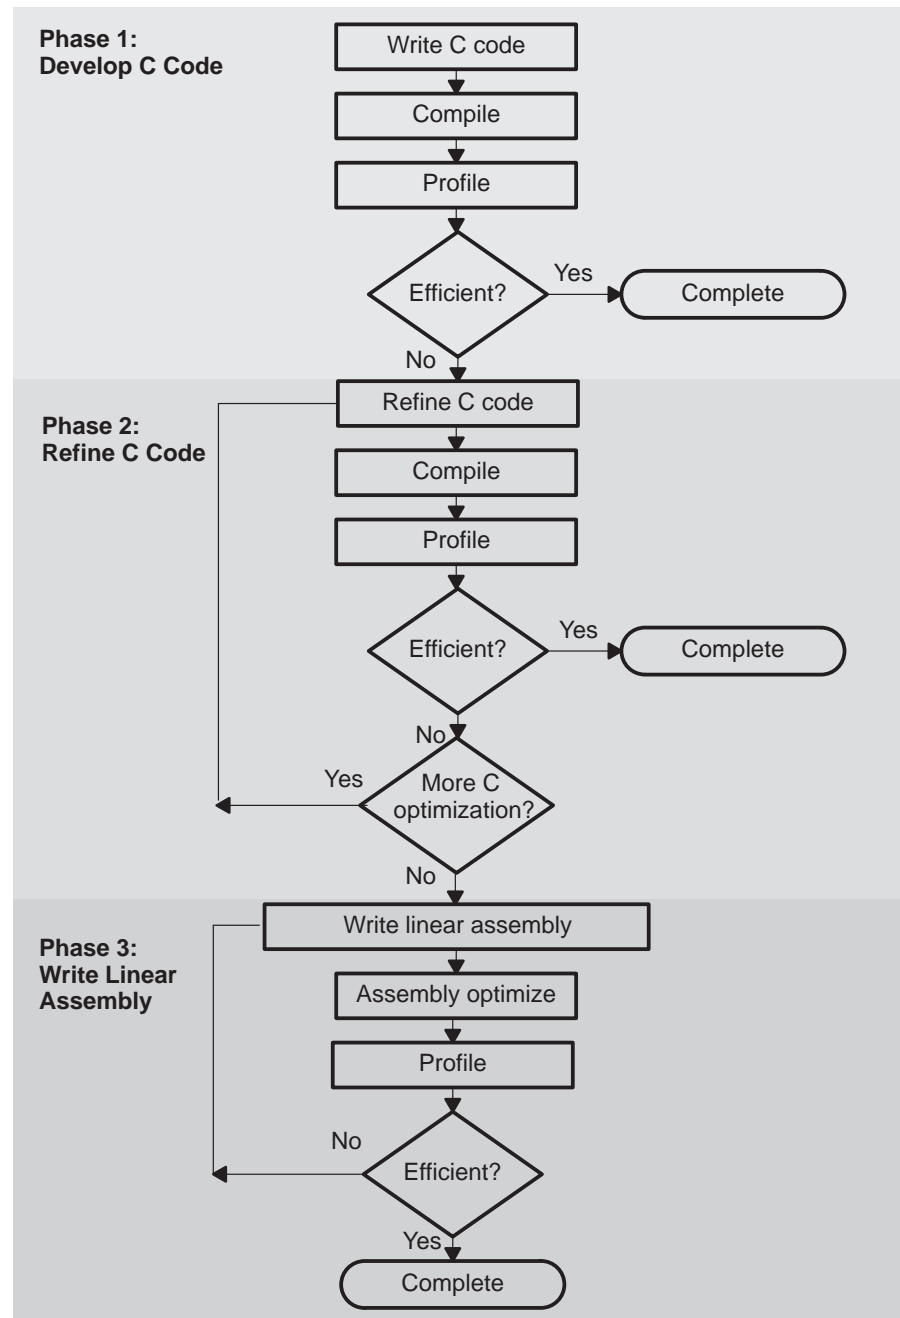 Phase 1:
Develop C Code
Write C code
Compile
Profile
Efficient?
Yes
Complete
No
Phase 2:
Refine C Code
Refine C code
Compile
Profile
Efficient?
Yes
Complete
No
More C
optimization?
Yes
No
Phase 3:
Write Linear
Assembly
Write linear assembly
Assembly optimize
Profile
Efficient?
No
Yes
Complete